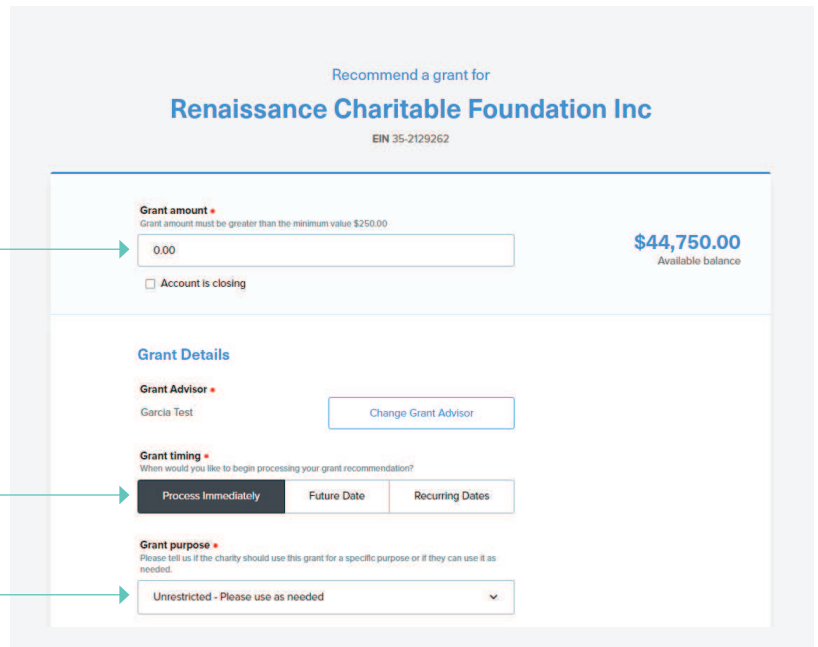 Recommend a grant for
Renaissance Charitable Foundation Inc
EIN 35-2129262
Grant amount •
Grant amount must be greater than the minimum value $250.00
0.00
$44,750.00
Available balance
Account is closing
Grant Details
Grant Advisor •
Garcia Test
Change Grant Advisor
Grant timing •
When would you like to begin processing your grant recommendation?
Process Immediately
Future Date
Recurring Dates
Grant purpose •
Please tell us if the charity should use this grant for a specific purpose or if they can use it as
needed.
Unrestricted - Please use as needed